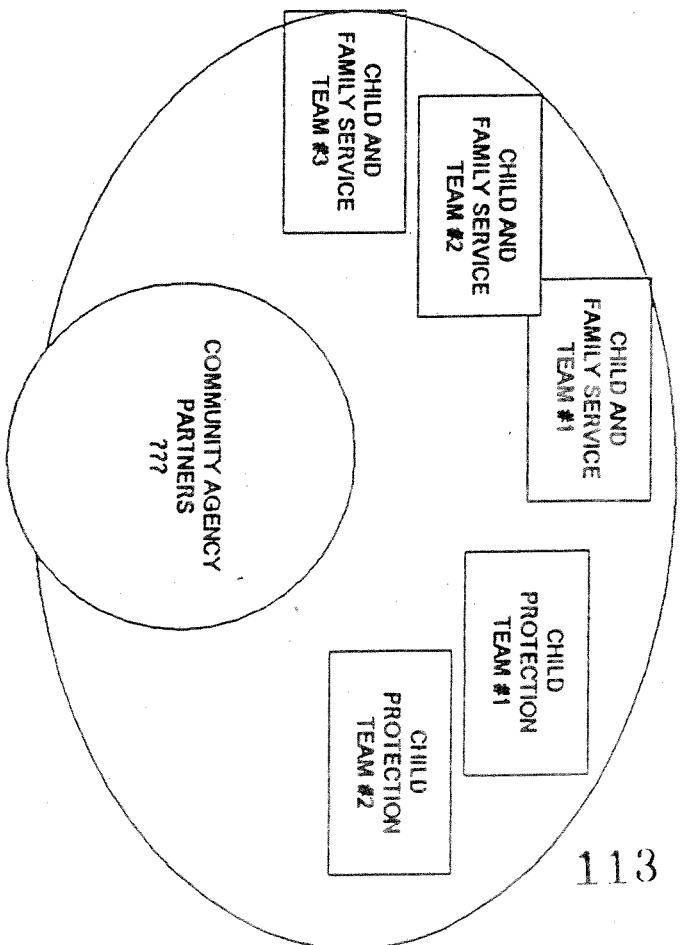 CHILD AND
FAMILY SERVICE
TEAM #1
CHILD AND
FAMILY SERVICE
TEAM #2
CHILD AND
FAMILY SERVICE
TEAM #3
CHILD
PROTECTION
TEAM #1
CHILD
PROTECTION
TEAM #2
COMMUNITY AGENCY
PARTNERS
???
113